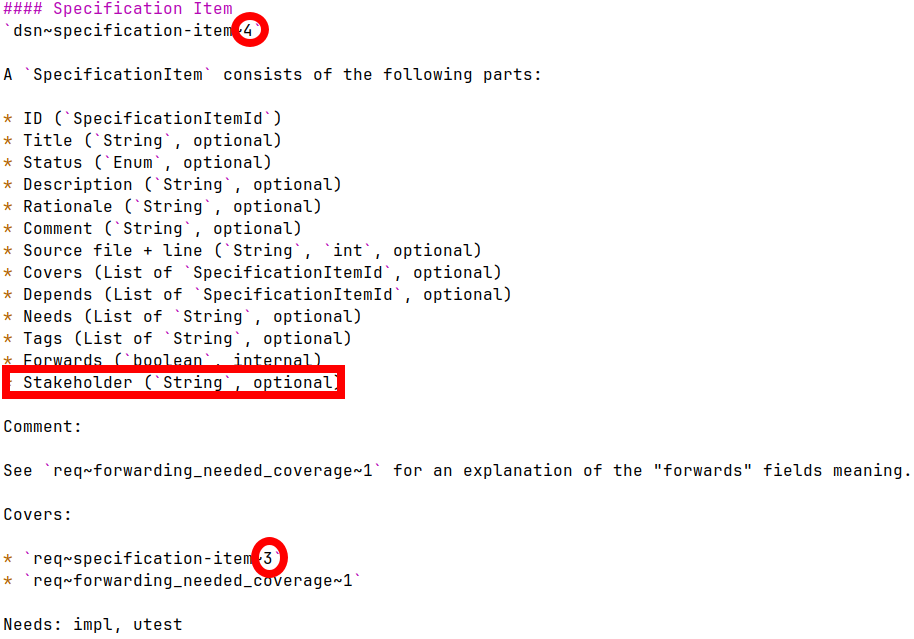 #### Specification Item
`dsn~specification-item~4`
A `SpecificationItem` consists of the following parts:
* ID (`SpecificationItemId`)
* Title (`String`, optional)
* Status (`Enum`, optional)
* Description (`String`, optional)
* Rationale (`String`, optional)
* Comment (`String`, optional)
* Source file + line (`String`, `int`, optional)
* Covers (List of `SpecificationItemId`, optional)
* Depends (List of `SpecificationItemId`, optional)
* Needs (List of `String`, optional)
* Tags (List of `String`, optional)
* Forwards (`boolean`, internal)
* Stakeholder (`String`, optional)
Comment:
See `req~forwarding_needed_coverage~1` for an explanation of the "forwards" fields meaning.
Covers:
* `req~specification-item~3`
* `req~forwarding_needed_coverage~1`
Needs: impl, utest